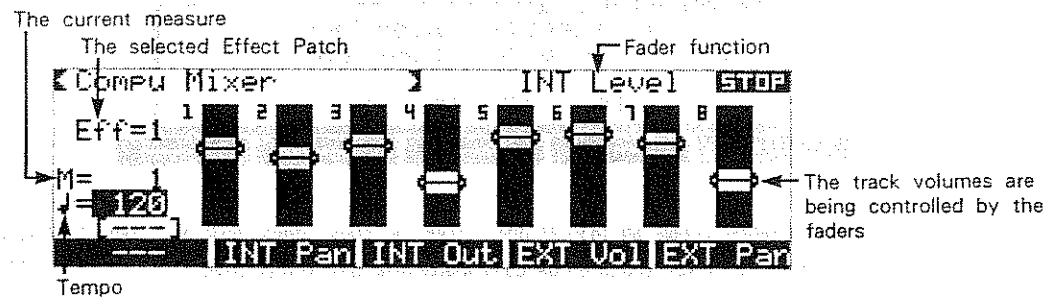 The current measure
The selected Effect Patch
Fader function
Compu Mixer INT Level STOP
1 2 3 4 5 6 7 8
Eff=1
M= 1
♩=120
[---]
--- INT Pan INT Out EXT Vol EXT Pan
The track volumes are
being controlled by the
faders
Tempo